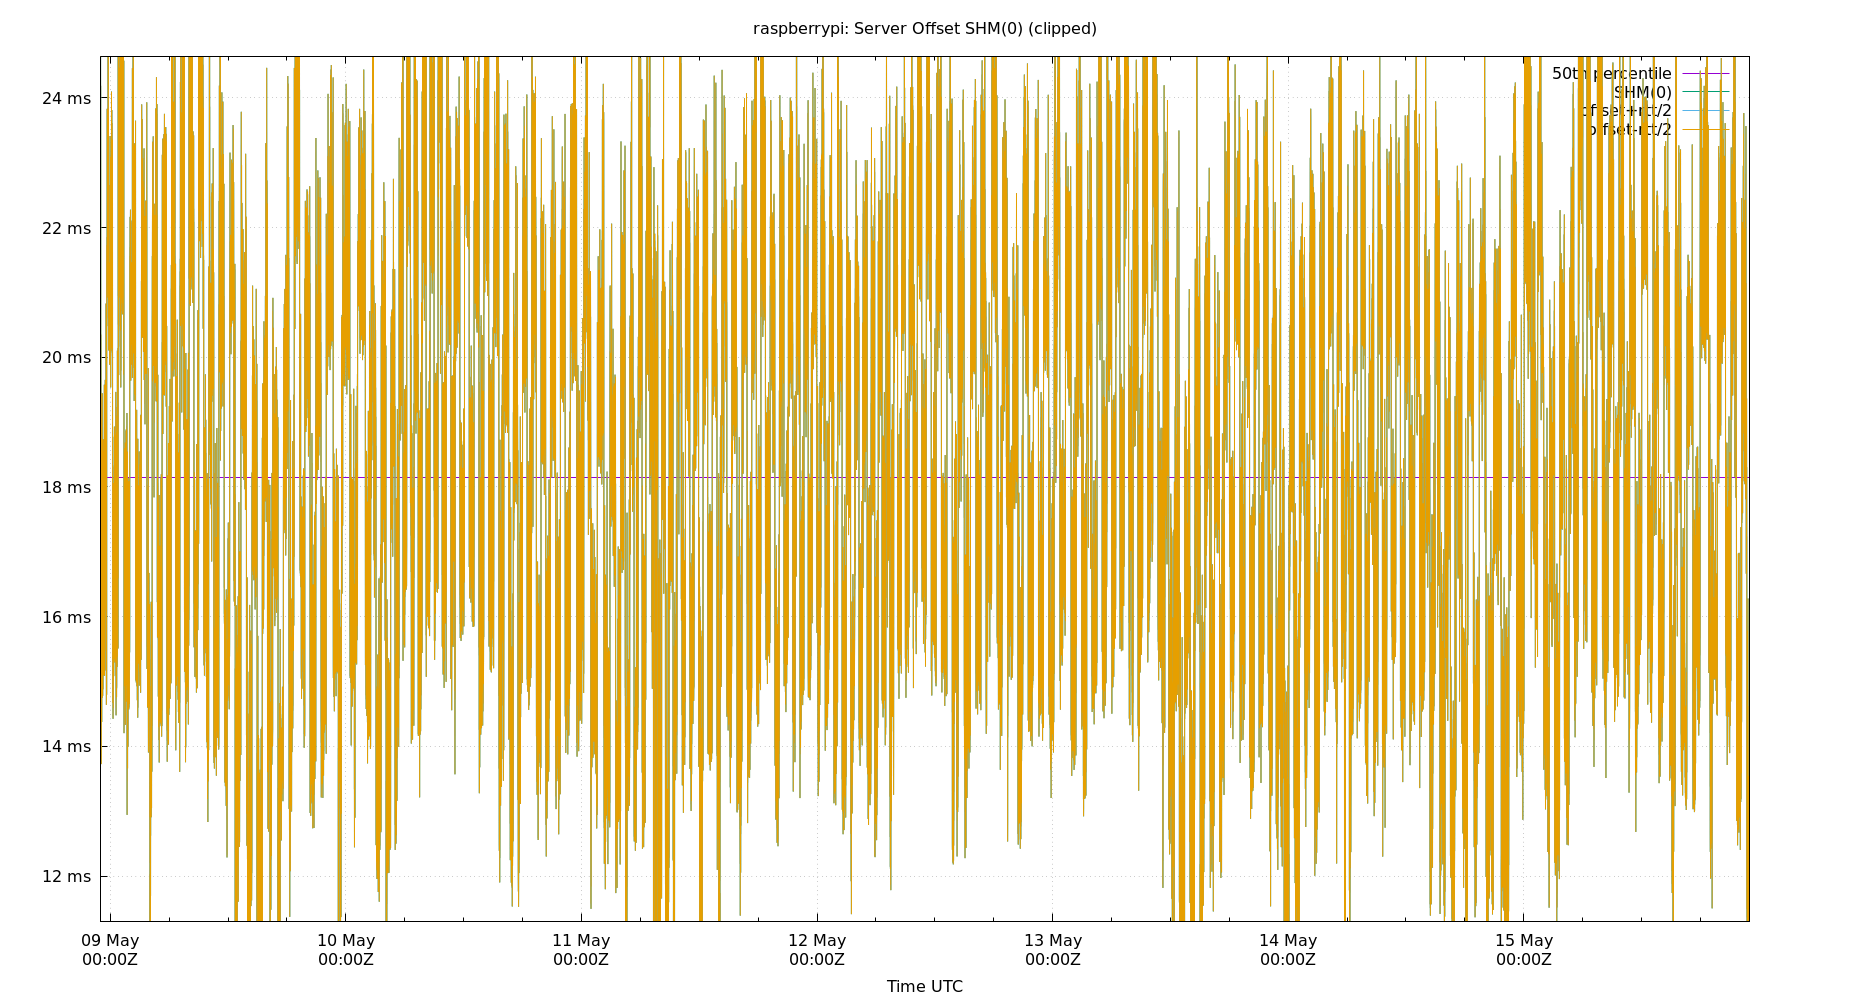 raspberrypi: Server Offset SHM(0) (clipped)
50th percentile
SHM(0)
offset+rtt/2
offset-rtt/2
24 ms
22 ms
20 ms
18 ms
16 ms
14 ms
12 ms
09 May 10 May 11 May 12 May 13 May 14 May 15 May
00:00Z 00:00Z 00:00Z 00:00Z 00:00Z 00:00Z 00:00Z
Time UTC